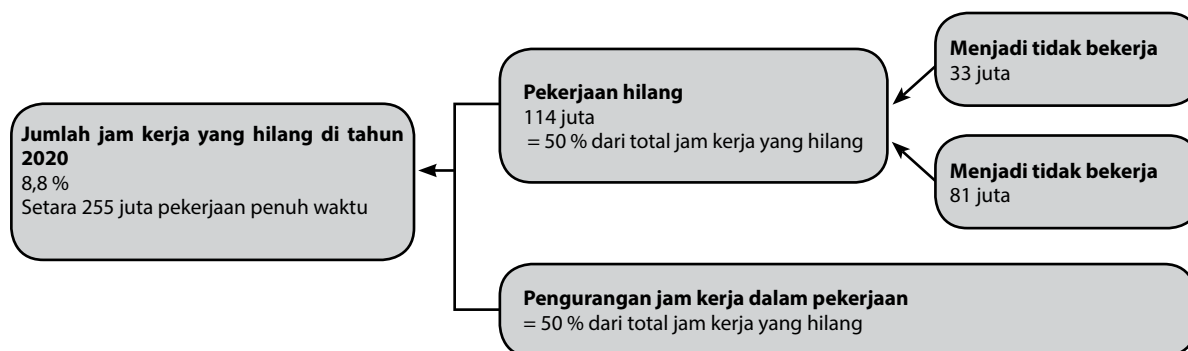 Jumlah jam kerja yang hilang di tahun
2020
8,8 %
Setara 255 juta pekerjaan penuh waktu
Pekerjaan hilang
114 juta
= 50 % dari total jam kerja yang hilang
Menjadi tidak bekerja
33 juta
Menjadi tidak bekerja
81 juta
Pengurangan jam kerja dalam pekerjaan
= 50 % dari total jam kerja yang hilang